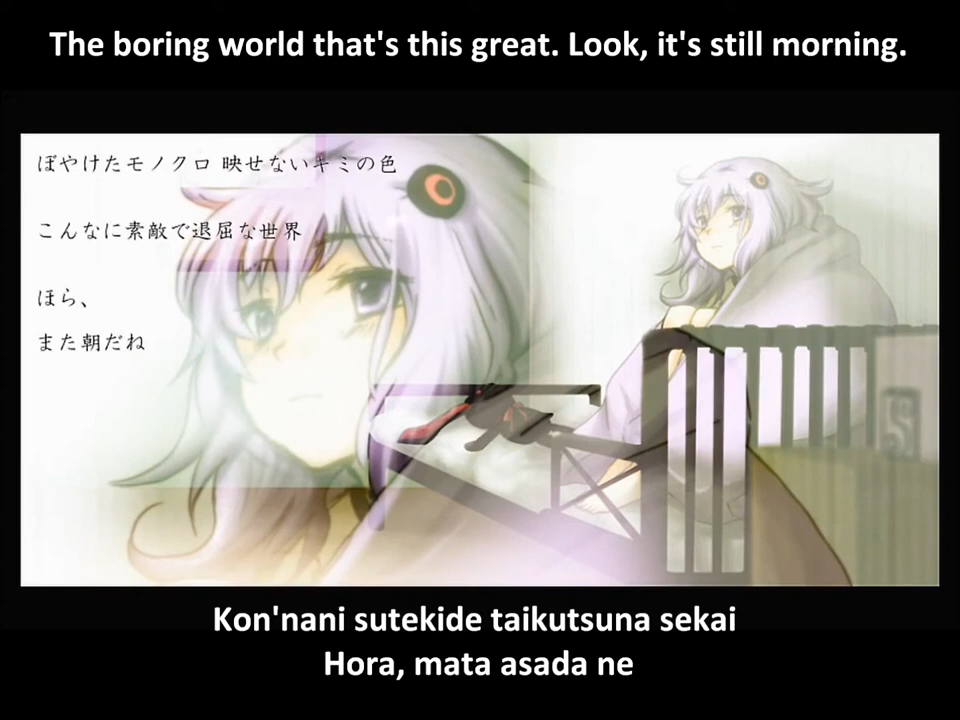 The boring world that's this great. Look, it's still morning.
ぼやけたモノクロ 映せないキミの色
こんなに素敵で退屈な世界
ほら、
また朝だね
Kon'nani sutekide taikutsuna sekai
Hora, mata asada ne